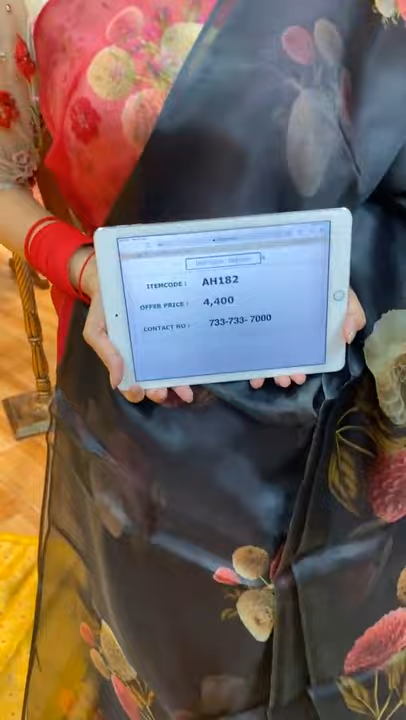 ITEMCODE : AH182
OFFER PRICE : 4,400
CONTACT NO : 733-733- 7000